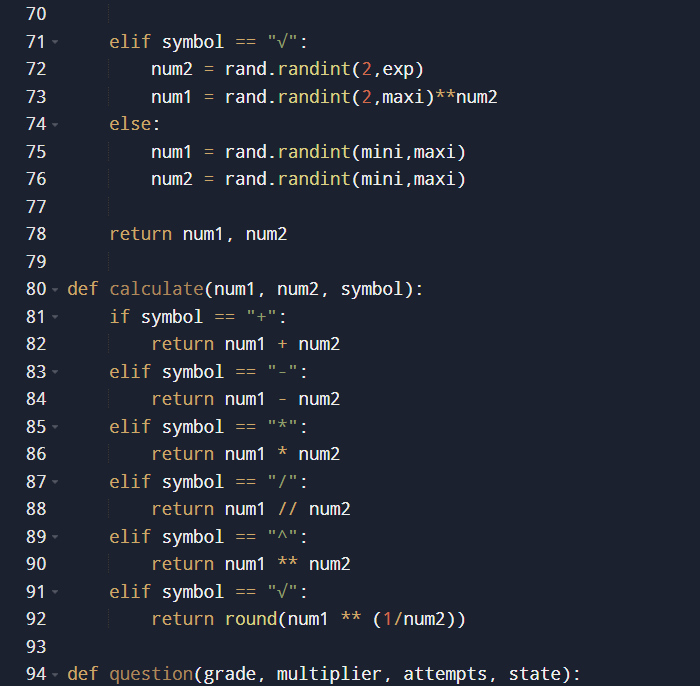 70
71 elif symbol == "√":
72 num2 = rand.randint(2,exp)
73 num1 = rand.randint(2,maxi)**num2
74 else:
75 num1 = rand.randint(mini,maxi)
76 num2 = rand.randint(mini,maxi)
77
78 return num1, num2
79
80 def calculate(num1, num2, symbol):
81 if symbol == "+":
82 return num1 + num2
83 elif symbol == "-":
84 return num1 - num2
85 elif symbol == "*":
86 return num1 * num2
87 elif symbol == "/":
88 return num1 // num2
89 elif symbol == "^":
90 return num1 ** num2
91 elif symbol == "√":
92 return round(num1 ** (1/num2))
93
94 def question(grade, multiplier, attempts, state):